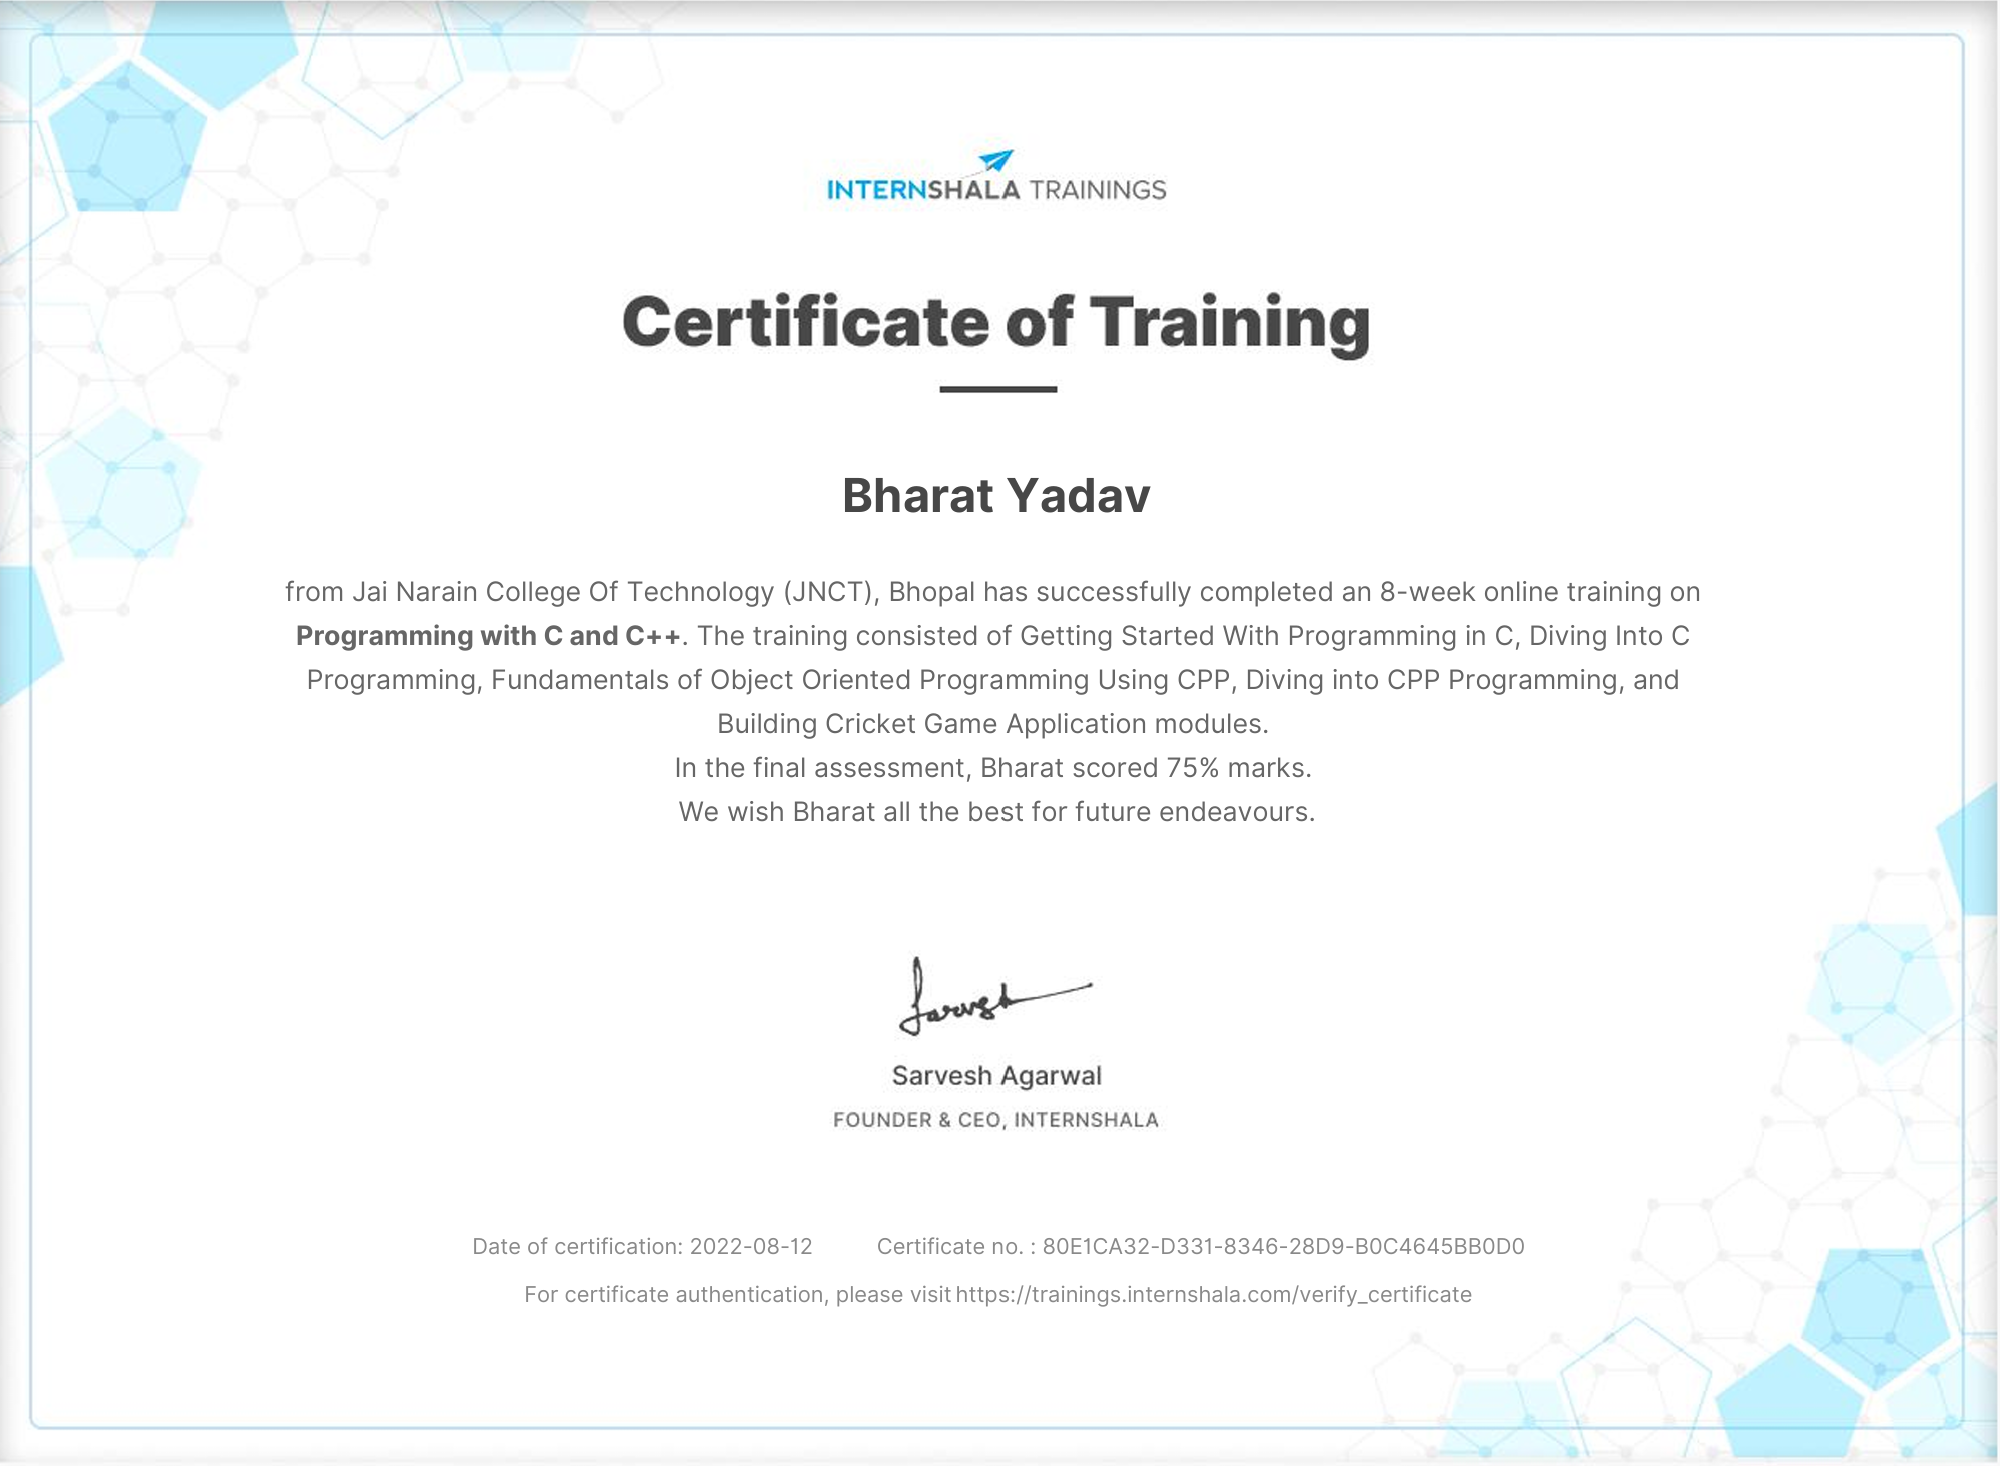 INTERNSHALA TRAININGS
Certificate of Training
Bharat Yadav
from Jai Narain College Of Technology (JNCT), Bhopal has successfully completed an 8-week online training on
Programming with C and C++. The training consisted of Getting Started With Programming in C, Diving Into C
Programming, Fundamentals of Object Oriented Programming Using CPP, Diving into CPP Programming, and
Building Cricket Game Application modules.
In the final assessment, Bharat scored 75% marks.
We wish Bharat all the best for future endeavours.
Sarvesh
Sarvesh Agarwal
FOUNDER & CEO, INTERNSHALA
Date of certification: 2022-08-12 Certificate no. : 80E1CA32-D331-8346-28D9-B0C4645BB0D0
For certificate authentication, please visit https://trainings.internshala.com/verify_certificate